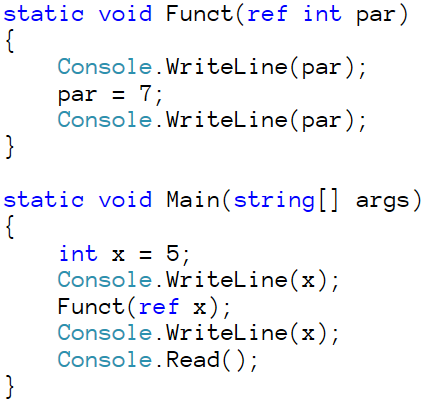 static void Funct(ref int par)
{
    Console.WriteLine(par);
    par = 7;
    Console.WriteLine(par);
}

static void Main(string[] args)
{
    int x = 5;
    Console.WriteLine(x);
    Funct(ref x);
    Console.WriteLine(x);
    Console.Read();
}